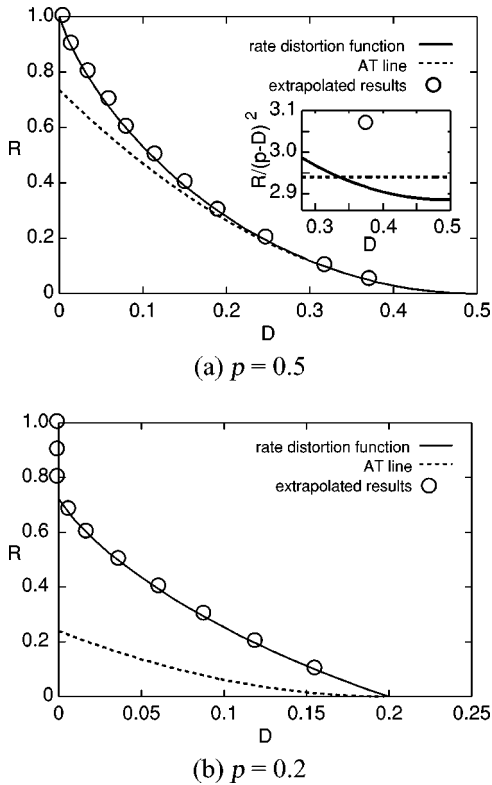 1.0
0.8
0.6
0.4
0.2
0
R
rate distortion function
AT line
extrapolated results
3.1
3.0
2.9
R/(p-D) 2
0.3
0.4
0.5
D
0
0.1
0.2
0.3
0.4
0.5
D
(a) p = 0.5
1.0
0.8
0.6
0.4
0.2
0
R
rate distortion function
AT line
extrapolated results
0
0.05
0.1
0.15
0.2
0.25
D
(b) p = 0.2